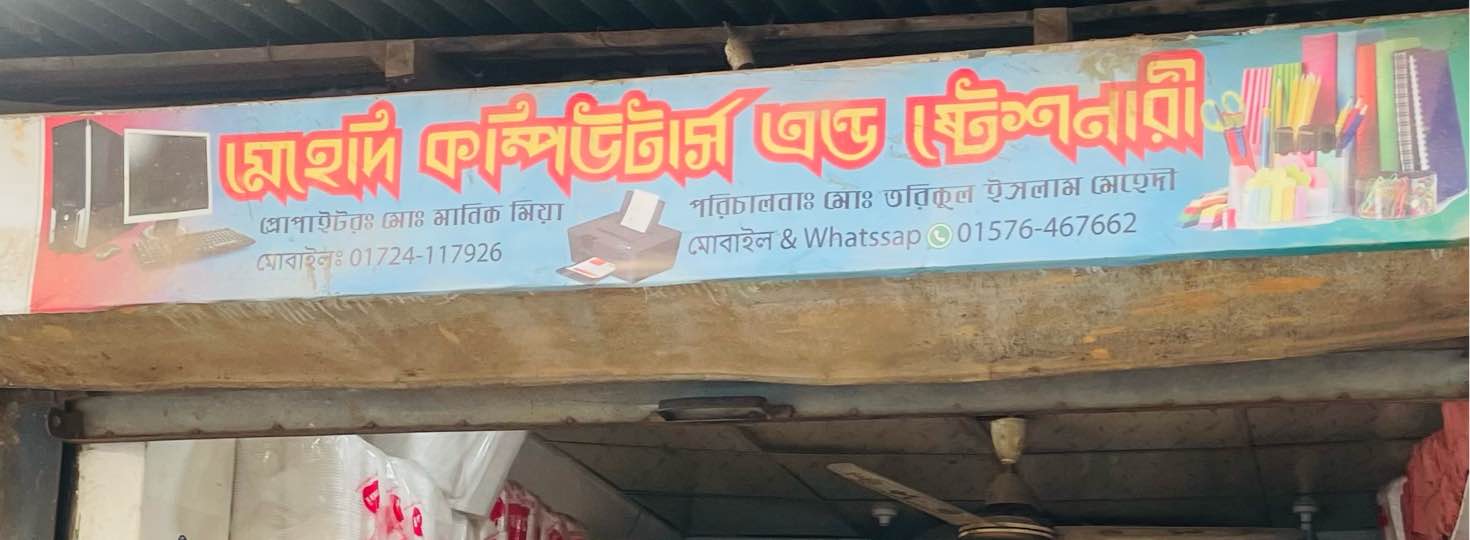 মেহেদি কম্পিউটার্স এন্ড ষ্টেশনারী
প্রোপাইটরঃ মোঃ মানিক মিয়া
মোবাইলঃ 01724-117926
পরিচালনাঃ মোঃ তরিকুল ইসলাম মেহেদী
মোবাইল & Whatssap 01576-467662